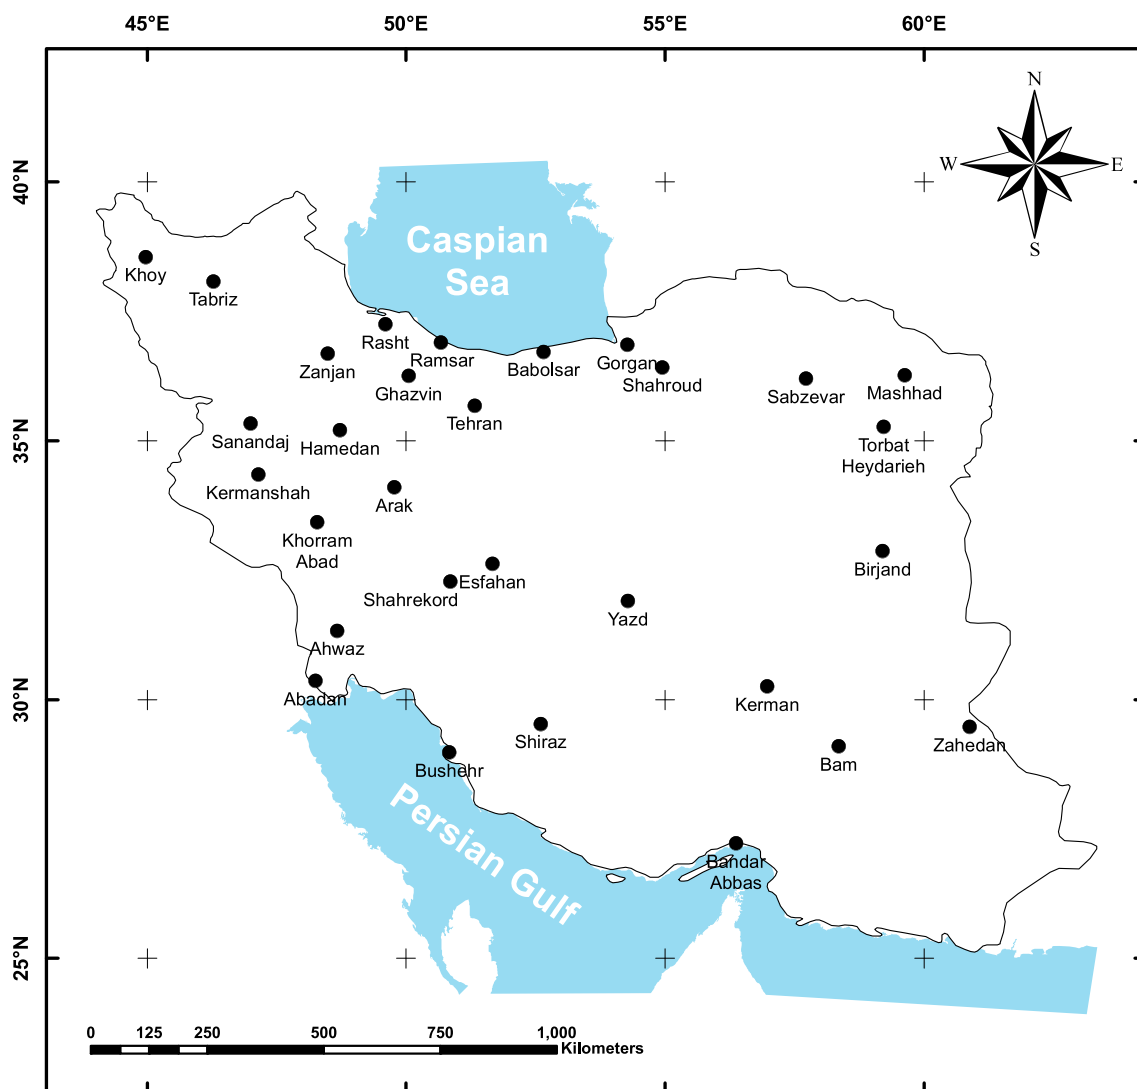 45°E 50°E 55°E 60°E
N
W E
S
40°N
35°N
30°N
25°N
Caspian
Sea
Khoy
Tabriz
Rasht
Ramsar
Zanjan
Babolsar
Gorgan
Shahroud
Ghazvin
Sabzevar
Mashhad
Tehran
Sanandaj
Hamedan
Torbat
Heydarieh
Kermanshah
Arak
Khorram
Abad
Birjand
Esfahan
Shahrekord
Yazd
Ahwaz
Abadan
Kerman
Shiraz
Zahedan
Bam
Bushehr
Persian Gulf
Bandar
Abbas
0 125 250 500 750 1,000
Kilometers